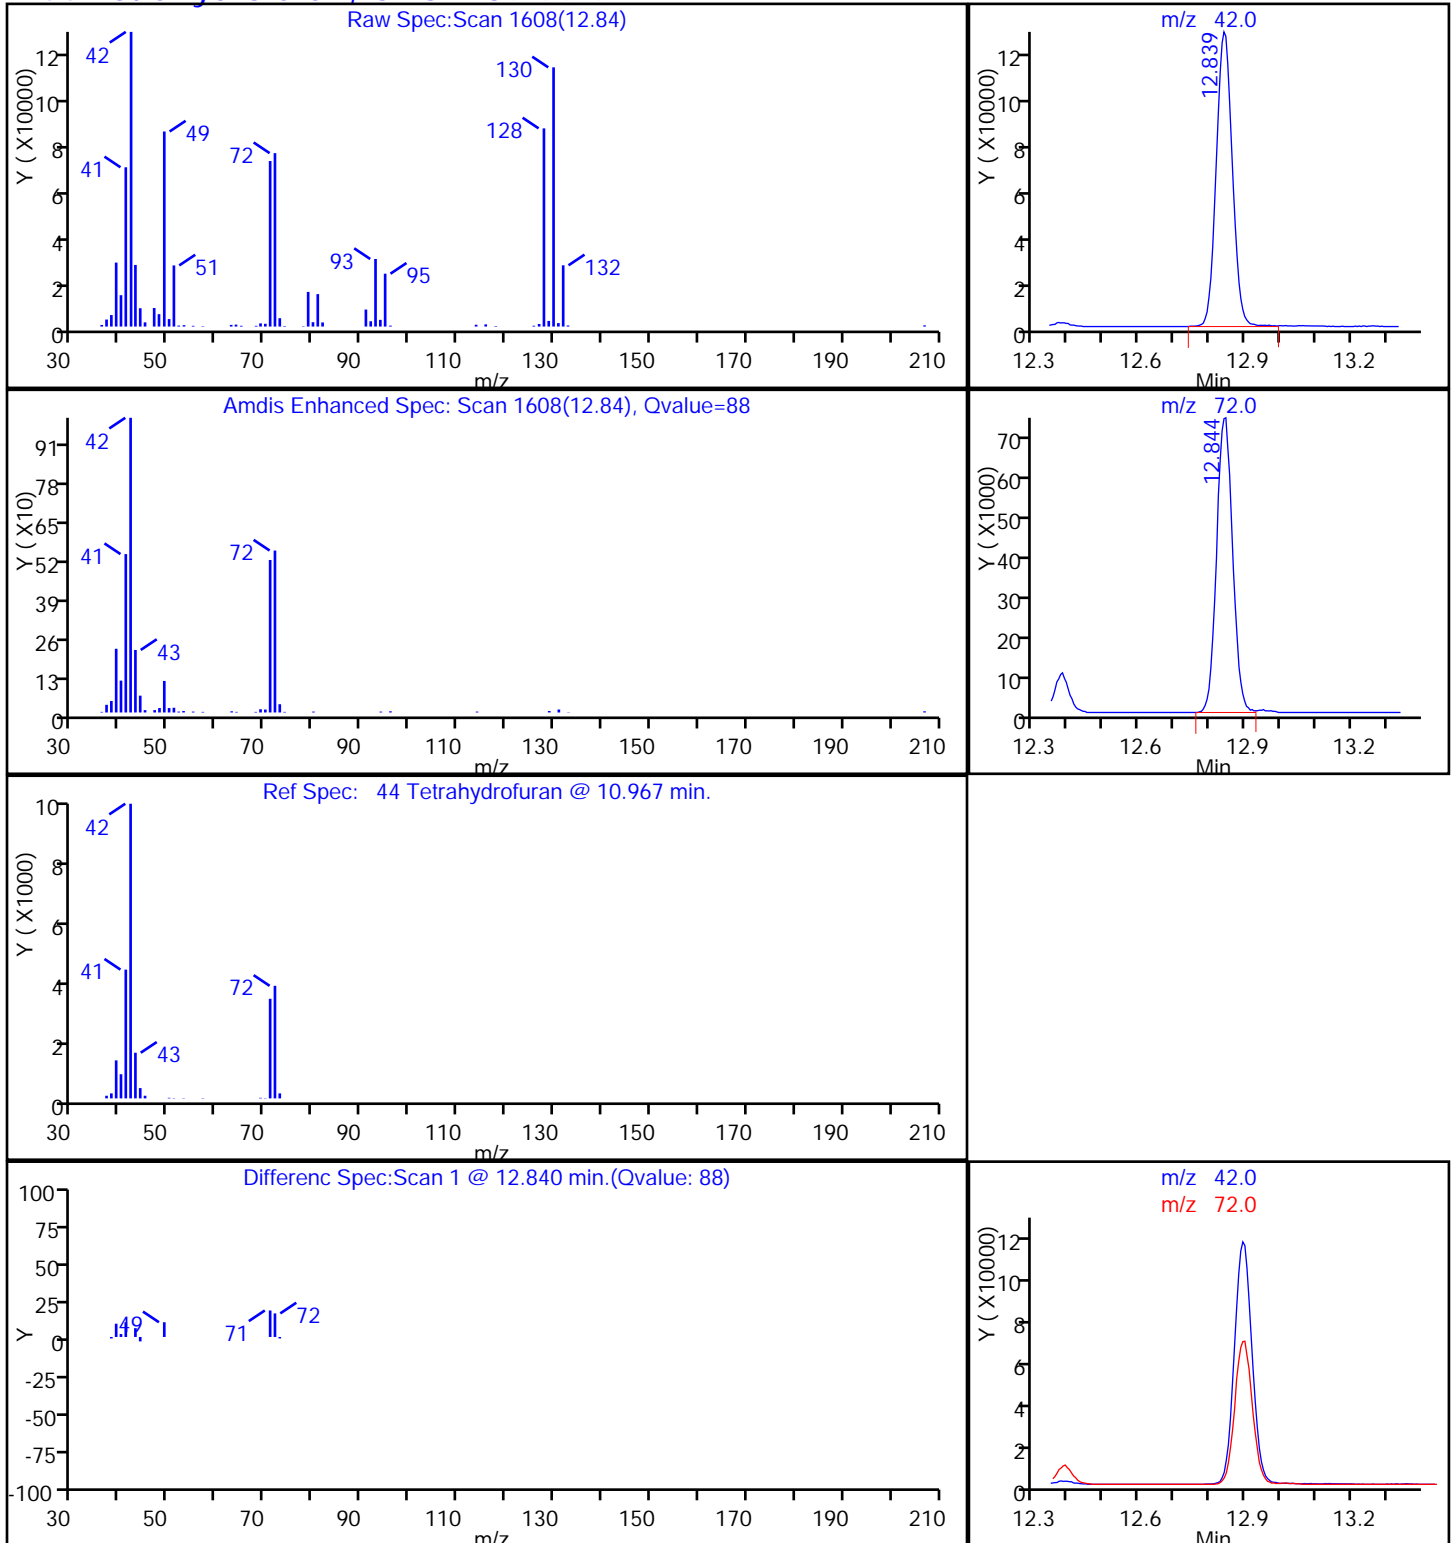 Raw Spec:Scan 1608(12.84)
Y ( X10000)
12
10
8
6
4
2
0
42
41
49
51
72
93
95
128
130
132
30 50 70 90 110 130 150 170 190 210
m/z
m/z 42.0
Y ( X10000)
12
10
8
6
4
2
0
12.839
12.3 12.6 12.9 13.2
Min
Amdis Enhanced Spec: Scan 1608(12.84), Qvalue=88
Y ( X10)
91
78
65
52
39
26
13
0
42
41
43
72
30 50 70 90 110 130 150 170 190 210
m/z
m/z 72.0
Y ( X1000)
70
60
50
40
30
20
10
0
12.844
12.3 12.6 12.9 13.2
Min
Ref Spec: 44 Tetrahydrofuran @ 10.967 min.
Y ( X1000)
10
8
6
4
2
0
42
41
43
72
30 50 70 90 110 130 150 170 190 210
m/z
Differenc Spec:Scan 1 @ 12.840 min.(Qvalue: 88)
Y
100
75
50
25
0
-25
-50
-75
-100
49
71
72
30 50 70 90 110 130 150 170 190 210
m/z
m/z 42.0
m/z 72.0
Y ( X10000)
12
10
8
6
4
2
0
12.3 12.6 12.9 13.2
Min